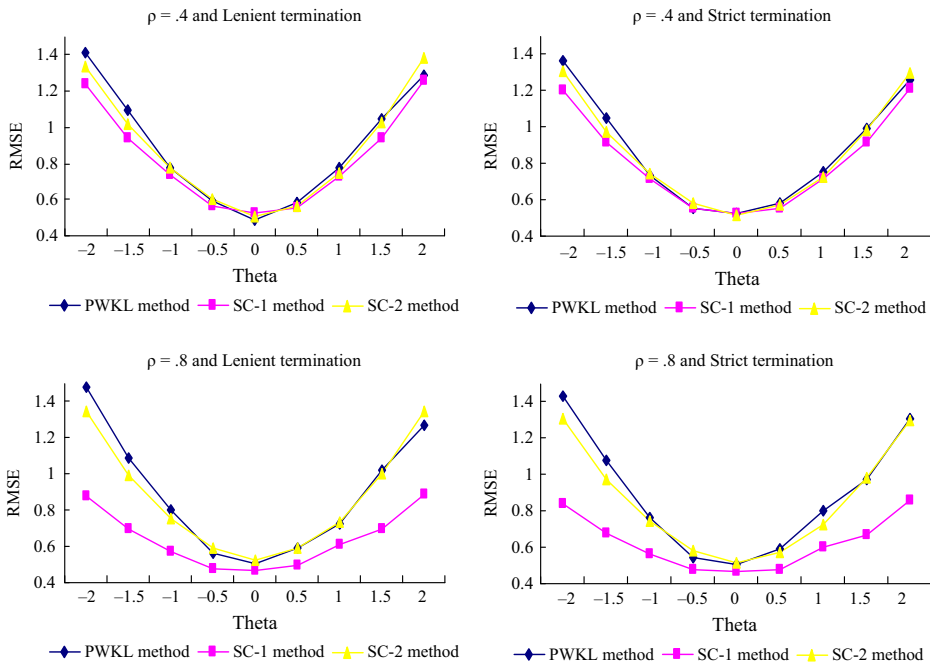 ρ = .4 and Lenient termination
1.4
1.2
1
0.8
0.6
0.4
RMSE
–2 –1.5 –1 –0.5 0 0.5 1 1.5 2
Theta
PWKL method SC-1 method SC-2 method
ρ = .4 and Strict termination
1.4
1.2
1
0.8
0.6
0.4
RMSE
–2 –1.5 –1 –0.5 0 0.5 1 1.5 2
Theta
PWKL method SC-1 method SC-2 method
ρ = .8 and Lenient termination
1.4
1.2
1
0.8
0.6
0.4
RMSE
–2 –1.5 –1 –0.5 0 0.5 1 1.5 2
Theta
PWKL method SC-1 method SC-2 method
ρ = .8 and Strict termination
1.4
1.2
1
0.8
0.6
0.4
RMSE
–2 –1.5 –1 –0.5 0 0.5 1 1.5 2
Theta
PWKL method SC-1 method SC-2 method